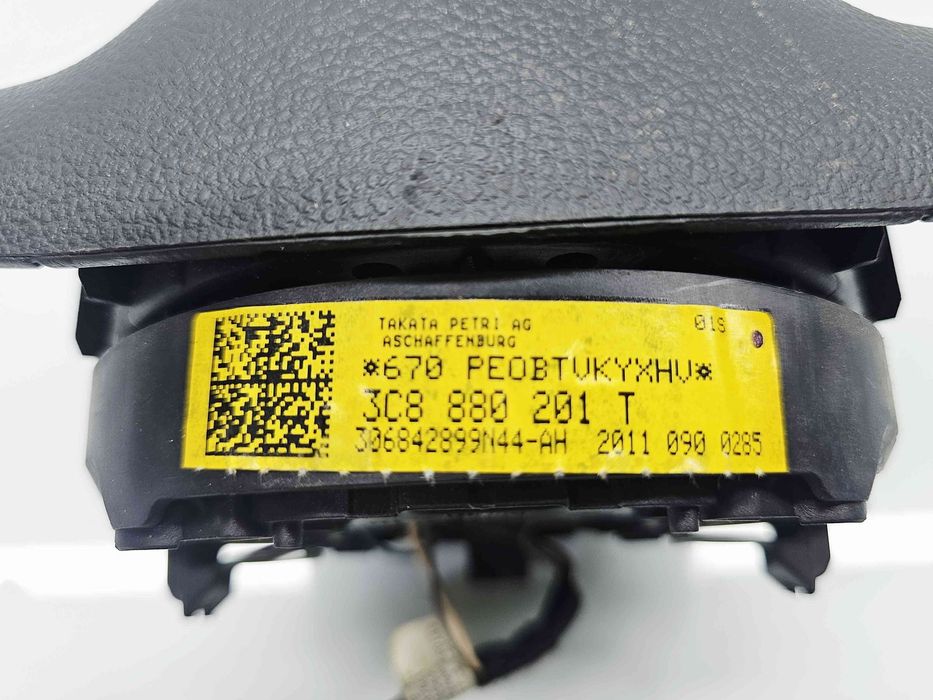 TAKATA PETRI AG
01S
ASCHAFFENBURG
*670 PEOBTVKYXHV*
3C8 880 201 T
306842899N44-AH 2011 090 0285